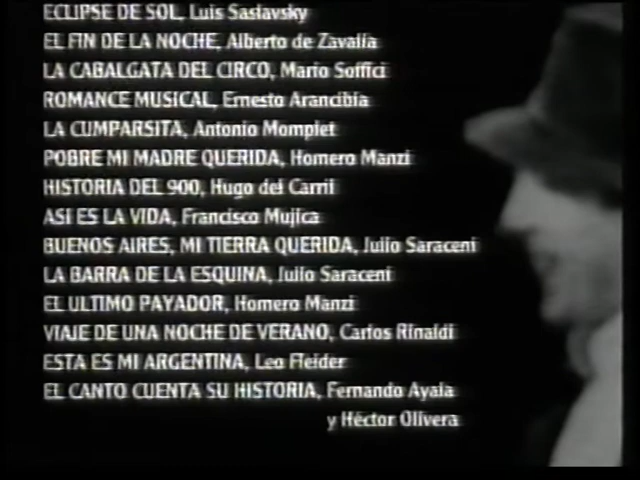 ECLIPSE DE SOL, Luis Saslavsky
EL FIN DE LA NOCHE, Alberto de Zavalía
LA CABALGATA DEL CIRCO, Mario Soffici
ROMANCE MUSICAL, Ernesto Arancibia
LA CUMPARSITA, Antonio Momplet
POBRE MI MADRE QUERIDA, Homero Manzi
HISTORIA DEL 900, Hugo del Carril
ASI ES LA VIDA, Francisco Mujica
BUENOS AIRES, MI TIERRA QUERIDA, Julio Saraceni
LA BARRA DE LA ESQUINA, Julio Saraceni
EL ULTIMO PAYADOR, Homero Manzi
VIAJE DE UNA NOCHE DE VERANO, Carlos Rinaldi
ESTA ES MI ARGENTINA, Leo Fleider
EL CANTO CUENTA SU HISTORIA, Fernando Ayala
y Héctor Olivera